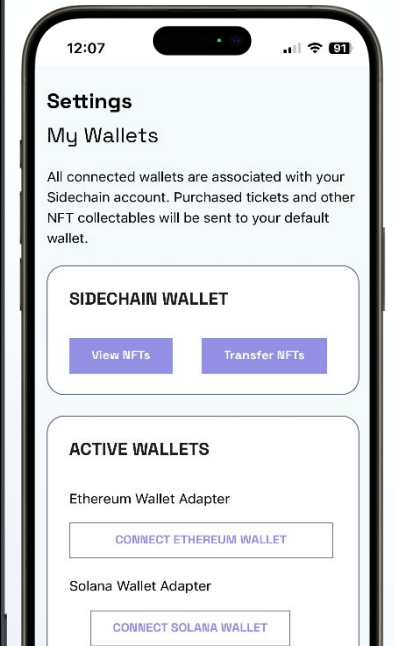 12:07
91
Settings
My Wallets
All connected wallets are associated with your
Sidechain account. Purchased tickets and other
NFT collectables will be sent to your default
wallet.
SIDECHAIN WALLET
View NFTs
Transfer NFTs
ACTIVE WALLETS
Ethereum Wallet Adapter
CONNECT ETHEREUM WALLET
Solana Wallet Adapter
CONNECT SOLANA WALLET